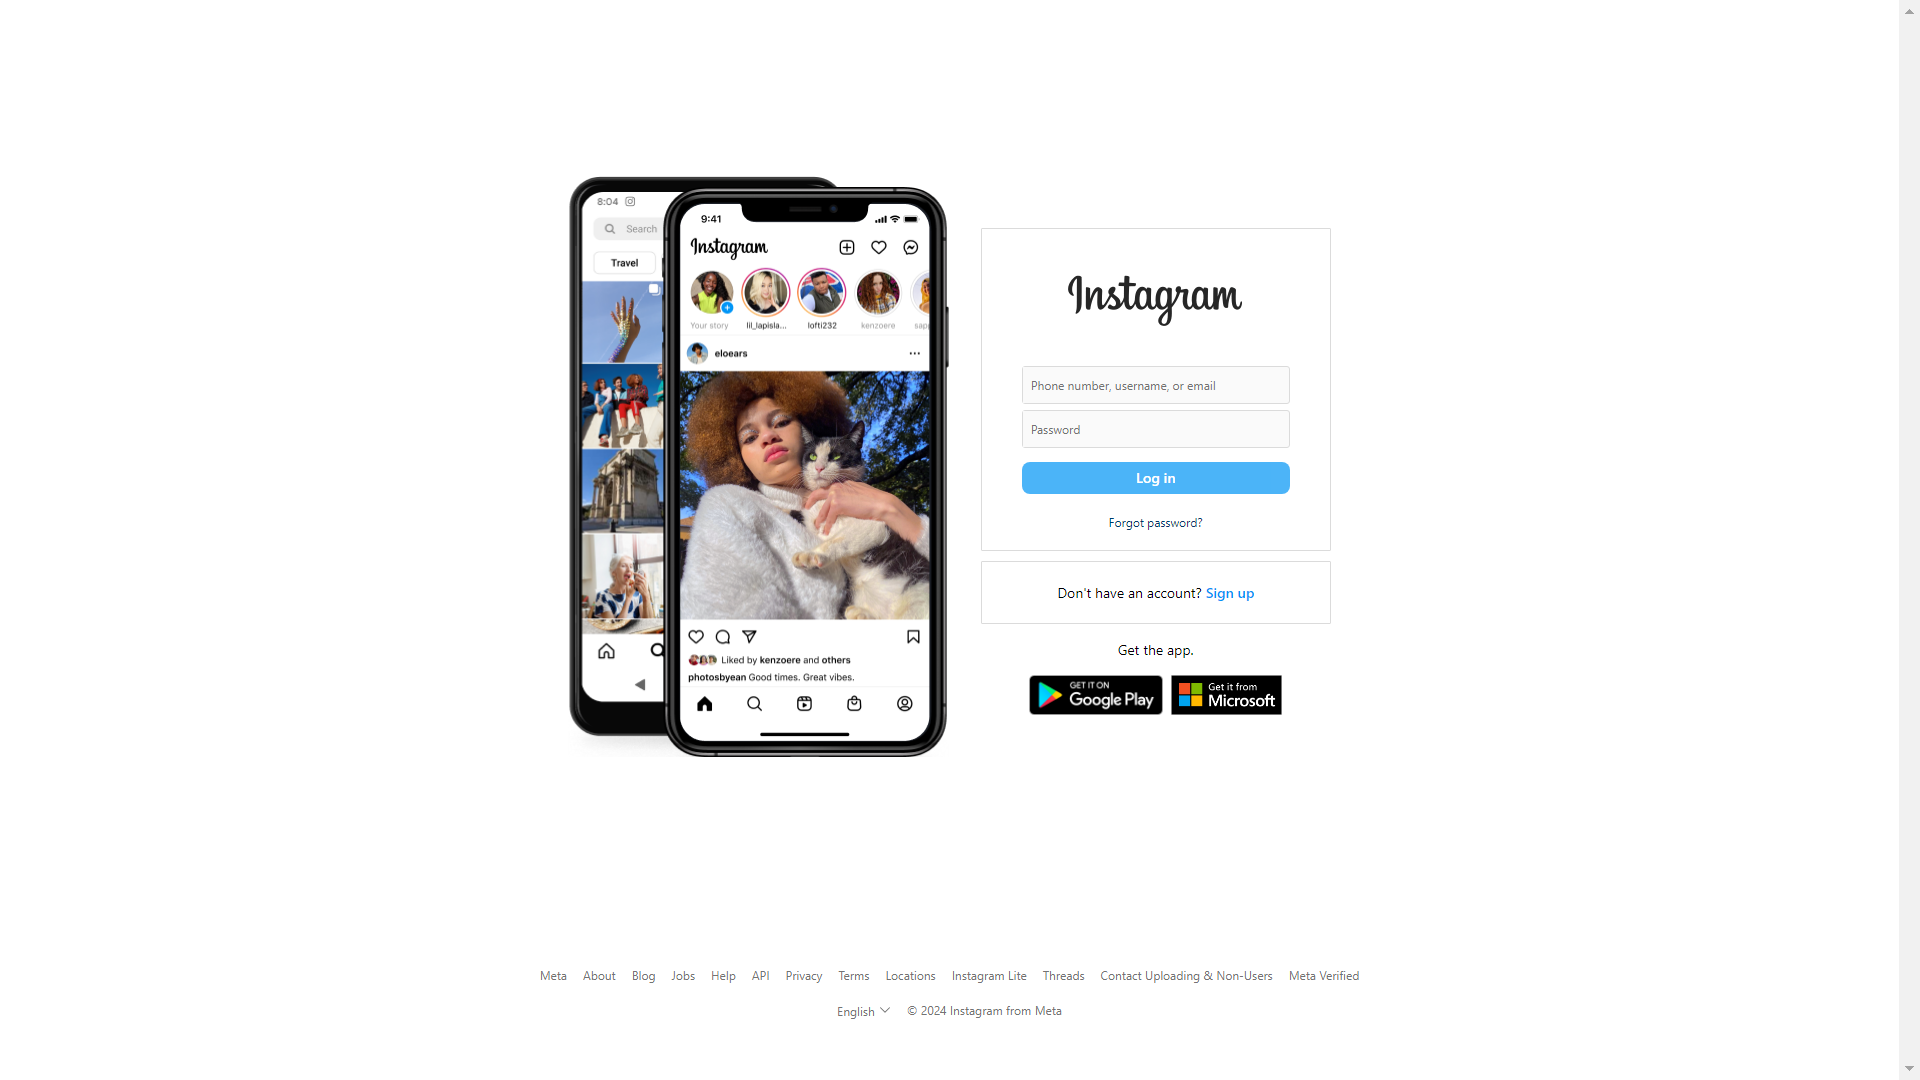 8:04
Search
Travel
9:41
Instagram
Your story
lil_lapisla...
lofti232
kenzoere
eloears
Liked by kenzoere and others
photosbyean Good times. Great vibes.
Instagram
Phone number, username, or email
Password
Log in
Forgot password?
Don't have an account? Sign up
Get the app.
GET IT ON
Google Play
Get it from
Microsoft
Meta About Blog Jobs Help API Privacy Terms Locations Instagram Lite Threads Contact Uploading & Non-Users Meta Verified
English © 2024 Instagram from Meta